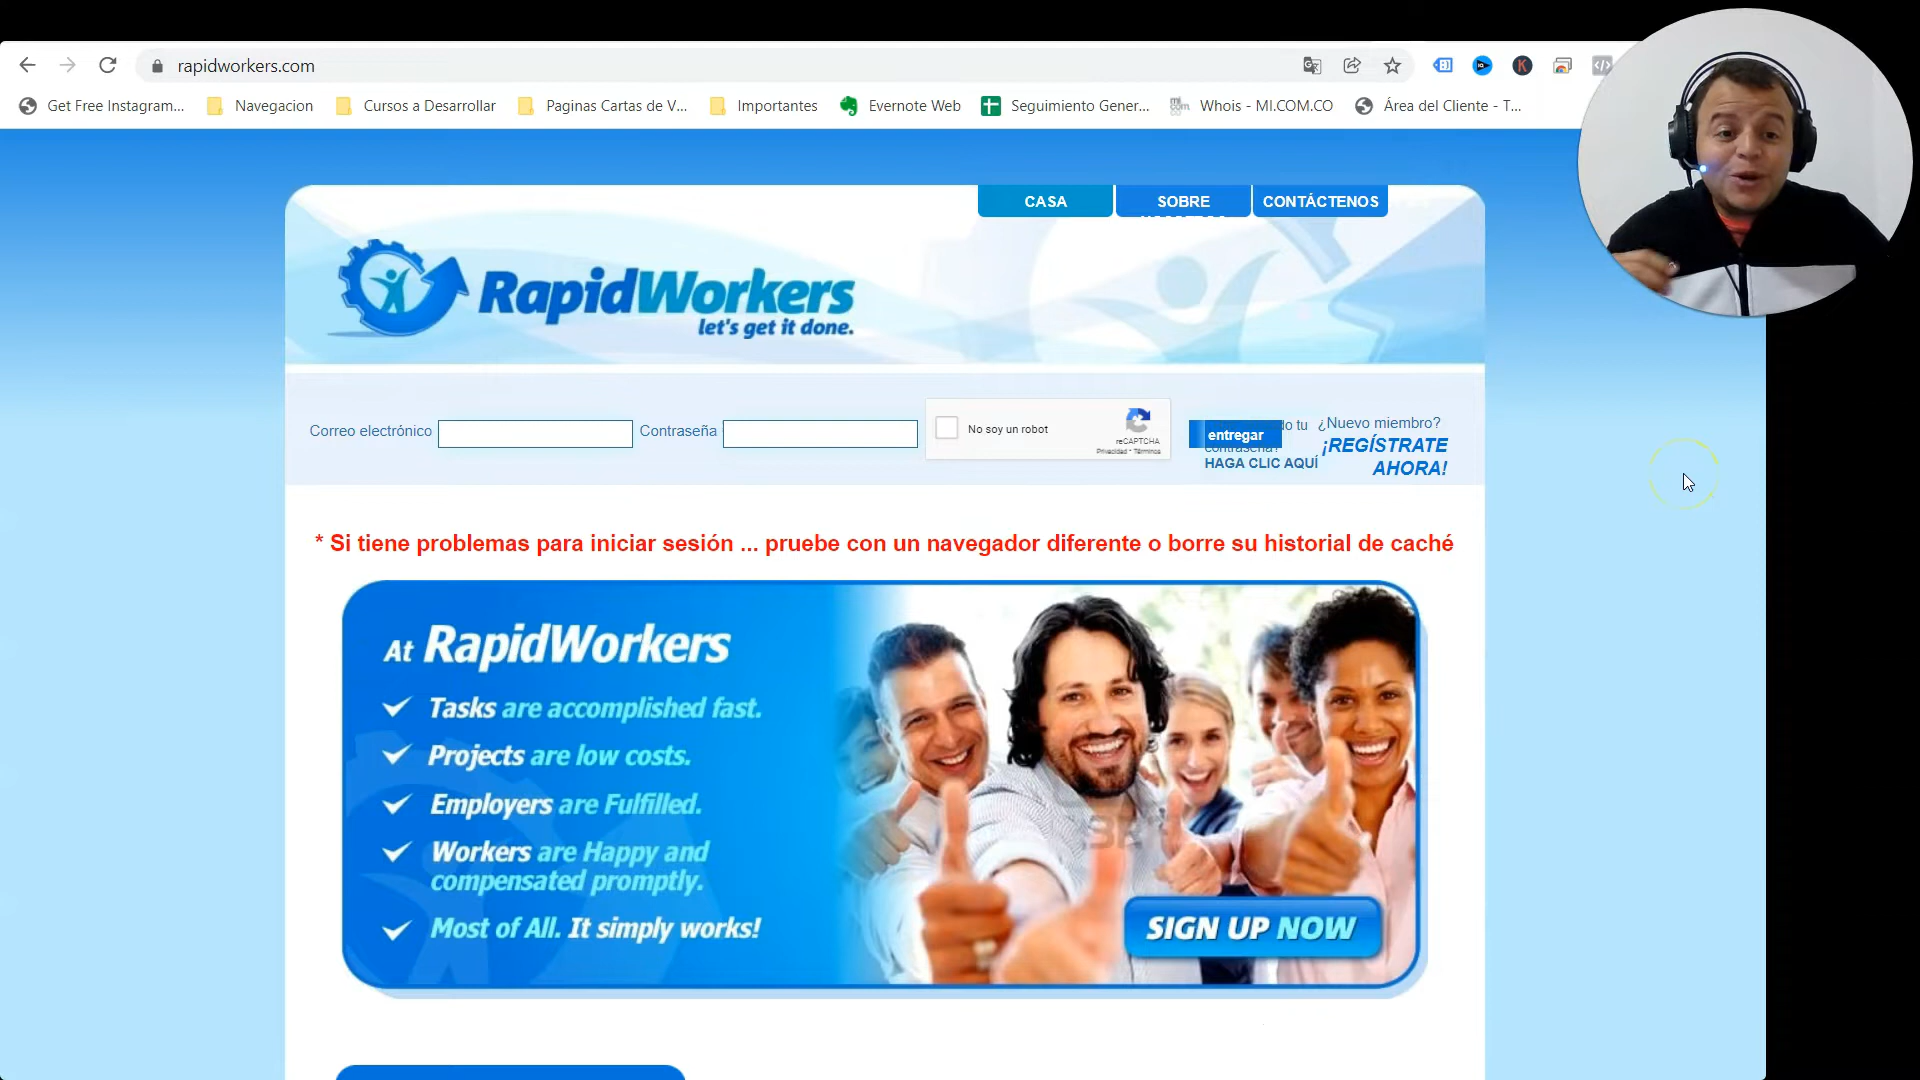 rapidworkers.com
Get Free Instagram...
Navegacion
Cursos a Desarrollar
Paginas Cartas de V...
Importantes
Evernote Web
Seguimiento Gener...
Whois - MI.COM.CO
Área del Cliente - T...
CASA
SOBRE
CONTÁCTENOS
RapidWorkers
let's get it done.
Correo electrónico
Contraseña
No soy un robot
reCAPTCHA
Privacidad * Términos
entregar
do tu
HAGA CLIC AQUÍ
¿Nuevo miembro?
¡REGÍSTRATE
AHORA!
* Si tiene problemas para iniciar sesión ... pruebe con un navegador diferente o borre su historial de caché
At RapidWorkers
Tasks are accomplished fast.
Projects are low costs.
Employers are Fulfilled.
Workers are Happy and
compensated promptly.
Most of All. It simply works!
SIGN UP NOW